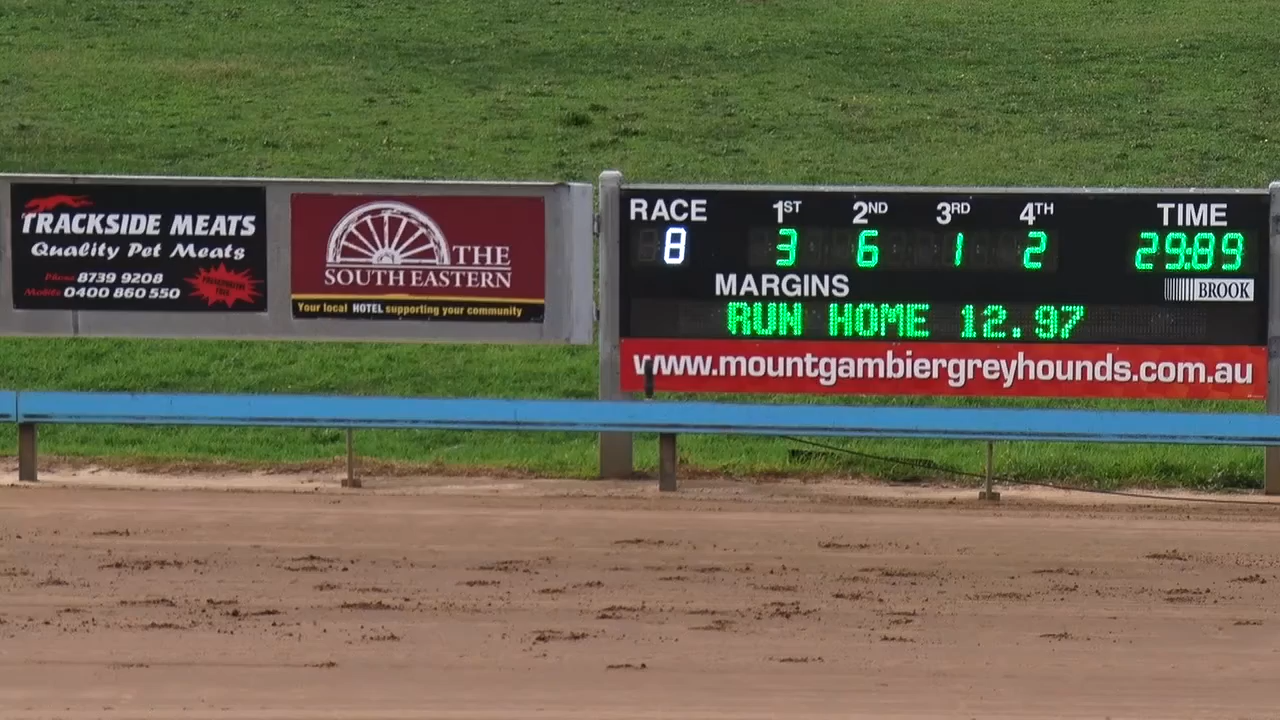 TRACKSIDE MEATS
Quality Pet Meats
Phone 8739 9208
Mobile 0400 860 550
THE
SOUTH EASTERN
Your local HOTEL supporting your community
RACE 1ST 2ND 3RD 4TH TIME
8 3 6 1 2 29:89
MARGINS
BROOK
RUN HOME 12.97
www.mountgambiergreyhounds.com.au